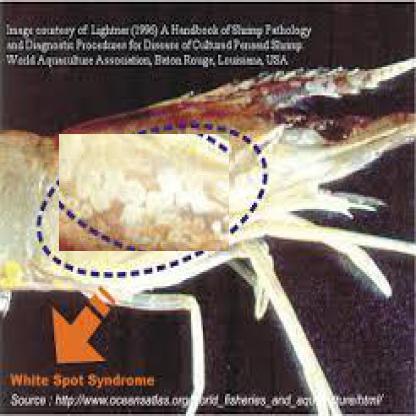 Image courtesy of Lightner (1996) A Handbook of Shrimp Pathology
and Diagnostic Procedures for Disease of Cultured Penaeid Shrimp.
World Aquaculture Association, Baton Rouge, Louisiana, USA
White Spot Syndrome
Source : http://www.oceansatlas.org/world_fisheries_and_aquaculture/html/